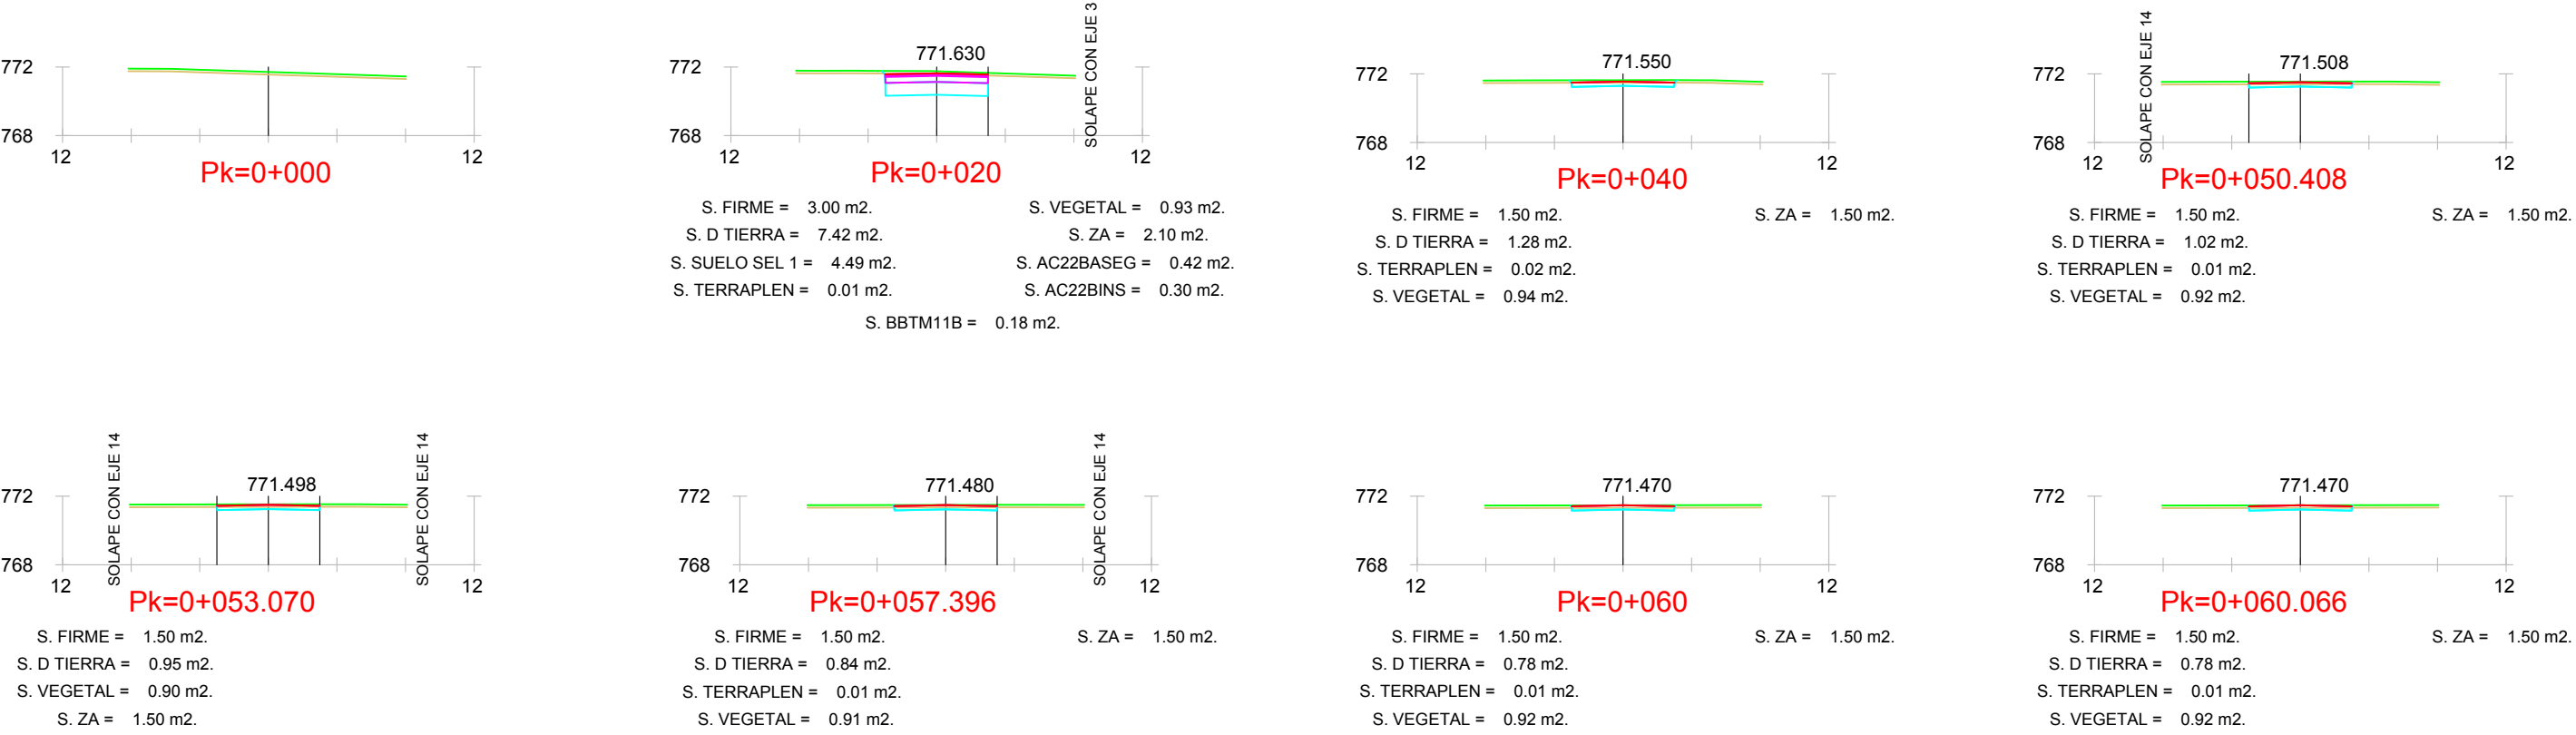 772
768
12
12
Pk=0+000
SOLAPE CON EJE 3
771.630
772
768
12
12
Pk=0+020
S. FIRME = 3.00 m2.
S. VEGETAL = 0.93 m2.
S. D TIERRA = 7.42 m2.
S. ZA = 2.10 m2.
S. SUELO SEL 1 = 4.49 m2.
S. AC22BASEG = 0.42 m2.
S. TERRAPLEN = 0.01 m2.
S. AC22BINS = 0.30 m2.
S. BBTM11B = 0.18 m2.
771.550
772
768
12
12
Pk=0+040
S. FIRME = 1.50 m2.
S. ZA = 1.50 m2.
S. D TIERRA = 1.28 m2.
S. TERRAPLEN = 0.02 m2.
S. VEGETAL = 0.94 m2.
SOLAPE CON EJE 14
771.508
772
768
12
12
Pk=0+050.408
S. FIRME = 1.50 m2.
S. ZA = 1.50 m2.
S. D TIERRA = 1.02 m2.
S. TERRAPLEN = 0.01 m2.
S. VEGETAL = 0.92 m2.
SOLAPE CON EJE 14
SOLAPE CON EJE 14
771.498
772
768
12
12
Pk=0+053.070
S. FIRME = 1.50 m2.
S. D TIERRA = 0.95 m2.
S. VEGETAL = 0.90 m2.
S. ZA = 1.50 m2.
SOLAPE CON EJE 14
771.480
772
768
12
12
Pk=0+057.396
S. FIRME = 1.50 m2.
S. ZA = 1.50 m2.
S. D TIERRA = 0.84 m2.
S. TERRAPLEN = 0.01 m2.
S. VEGETAL = 0.91 m2.
771.470
772
768
12
12
Pk=0+060
S. FIRME = 1.50 m2.
S. ZA = 1.50 m2.
S. D TIERRA = 0.78 m2.
S. TERRAPLEN = 0.01 m2.
S. VEGETAL = 0.92 m2.
771.470
772
768
12
12
Pk=0+060.066
S. FIRME = 1.50 m2.
S. ZA = 1.50 m2.
S. D TIERRA = 0.78 m2.
S. TERRAPLEN = 0.01 m2.
S. VEGETAL = 0.92 m2.